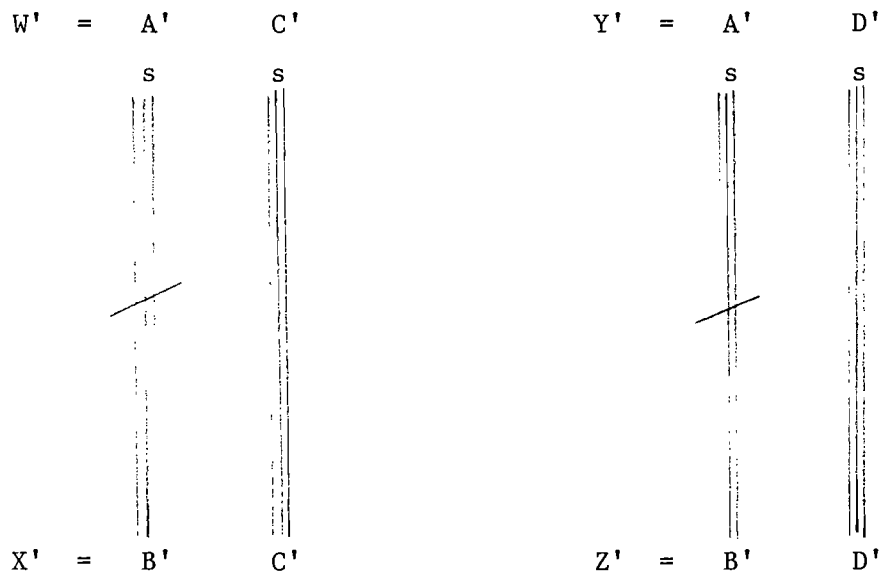 W' = A' C' Y' = A' D'
s s s s
X' = B' C' Z' = B' D'